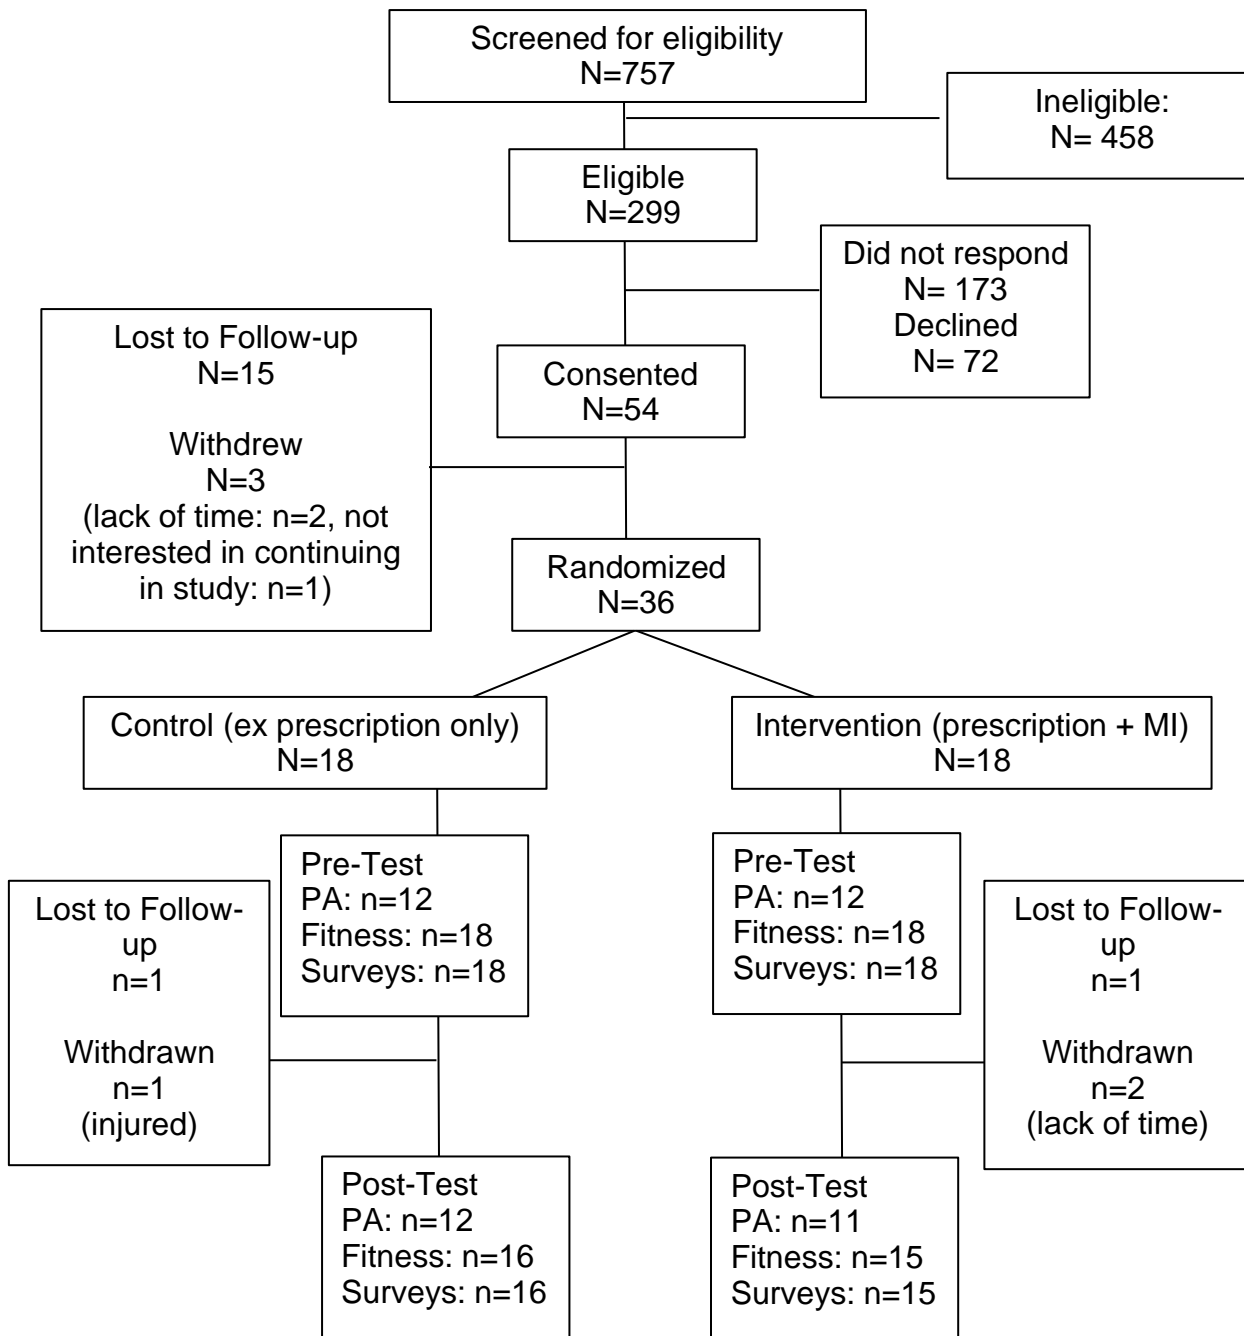 Screened for eligibility
N=757
Ineligible:
N= 458
Eligible
N=299
Did not respond
N= 173
Declined
N= 72
Lost to Follow-up
N=15
Withdrew
N=3
(lack of time: n=2, not
interested in continuing
in study: n=1)
Consented
N=54
Randomized
N=36
Control (ex prescription only)
N=18
Intervention (prescription + MI)
N=18
Pre-Test
PA: n=12
Fitness: n=18
Surveys: n=18
Pre-Test
PA: n=12
Fitness: n=18
Surveys: n=18
Lost to Follow-
up
n=1
Withdrawn
n=1
(injured)
Lost to Follow-
up
n=1
Withdrawn
n=2
(lack of time)
Post-Test
PA: n=12
Fitness: n=16
Surveys: n=16
Post-Test
PA: n=11
Fitness: n=15
Surveys: n=15